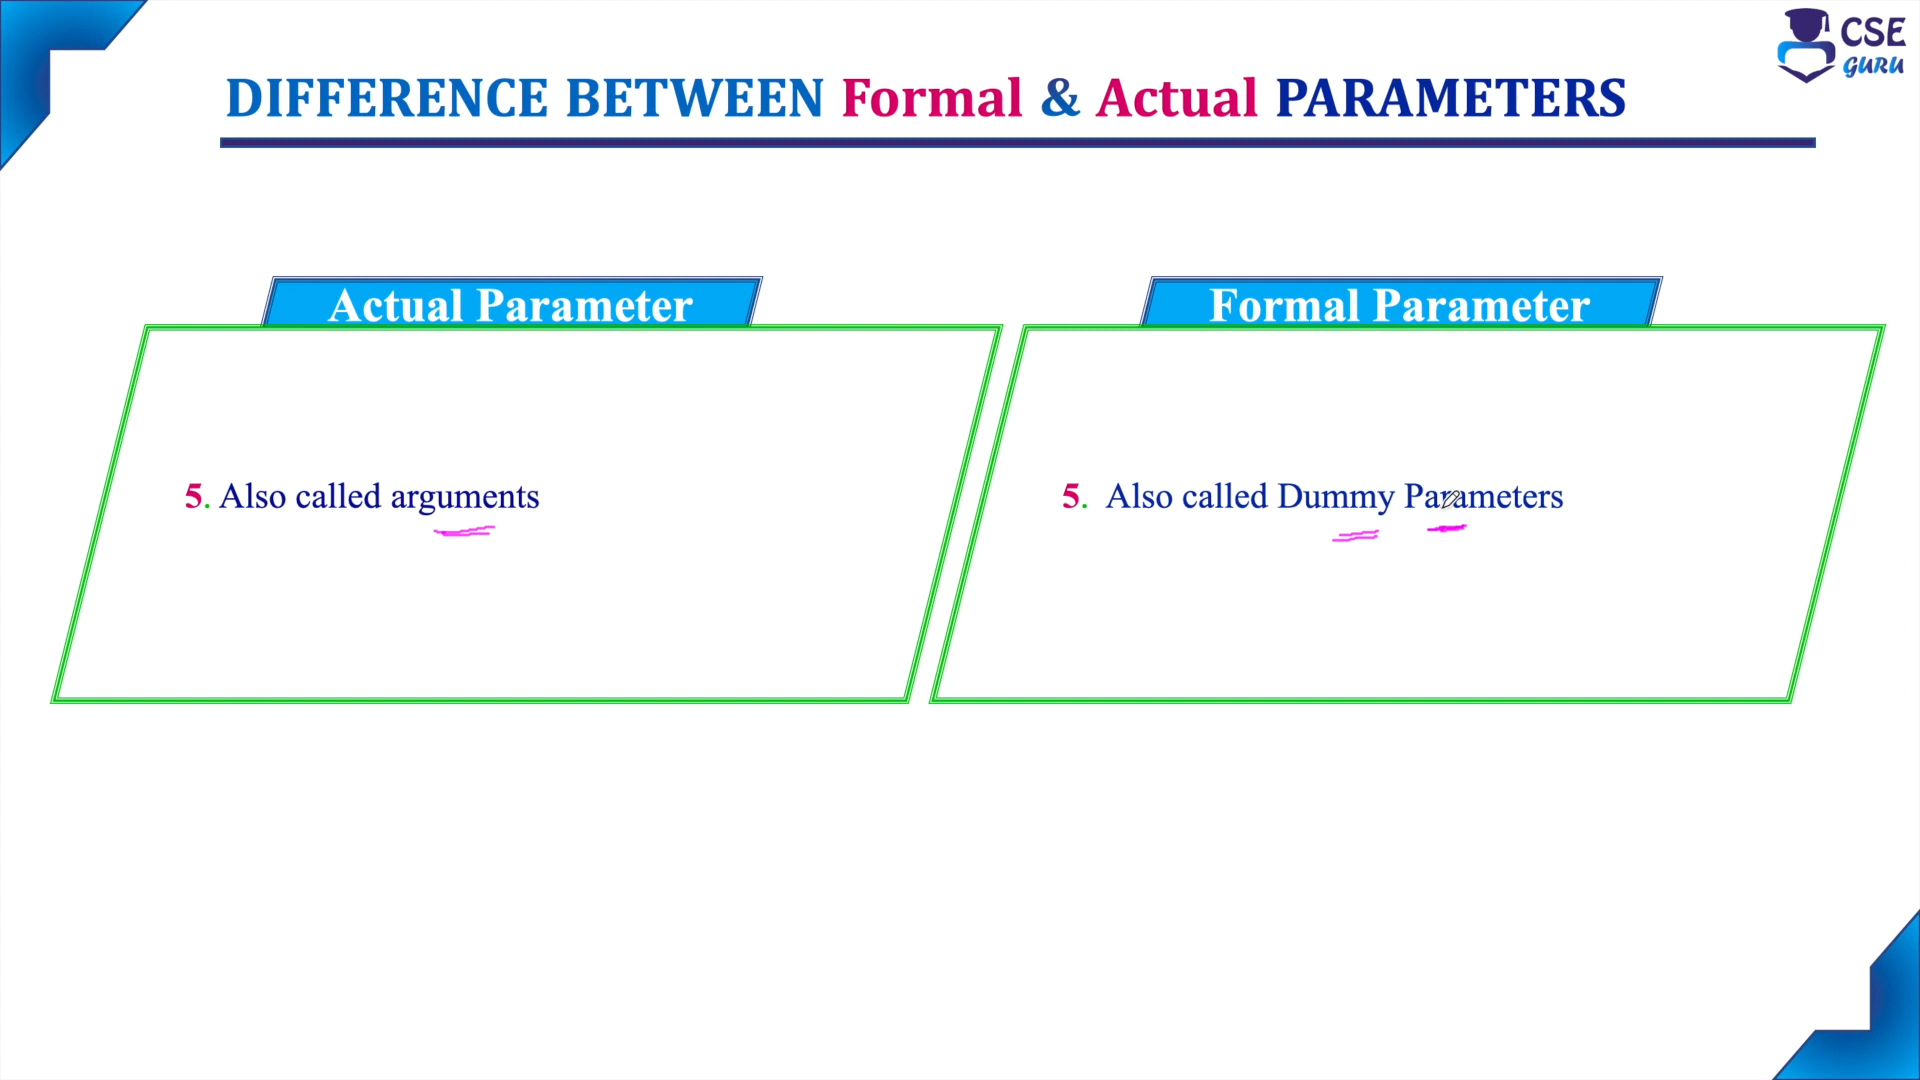 CSE
GURU
DIFFERENCE BETWEEN Formal & Actual PARAMETERS
Actual Parameter
5. Also called arguments
Formal Parameter
5. Also called Dummy Parameters